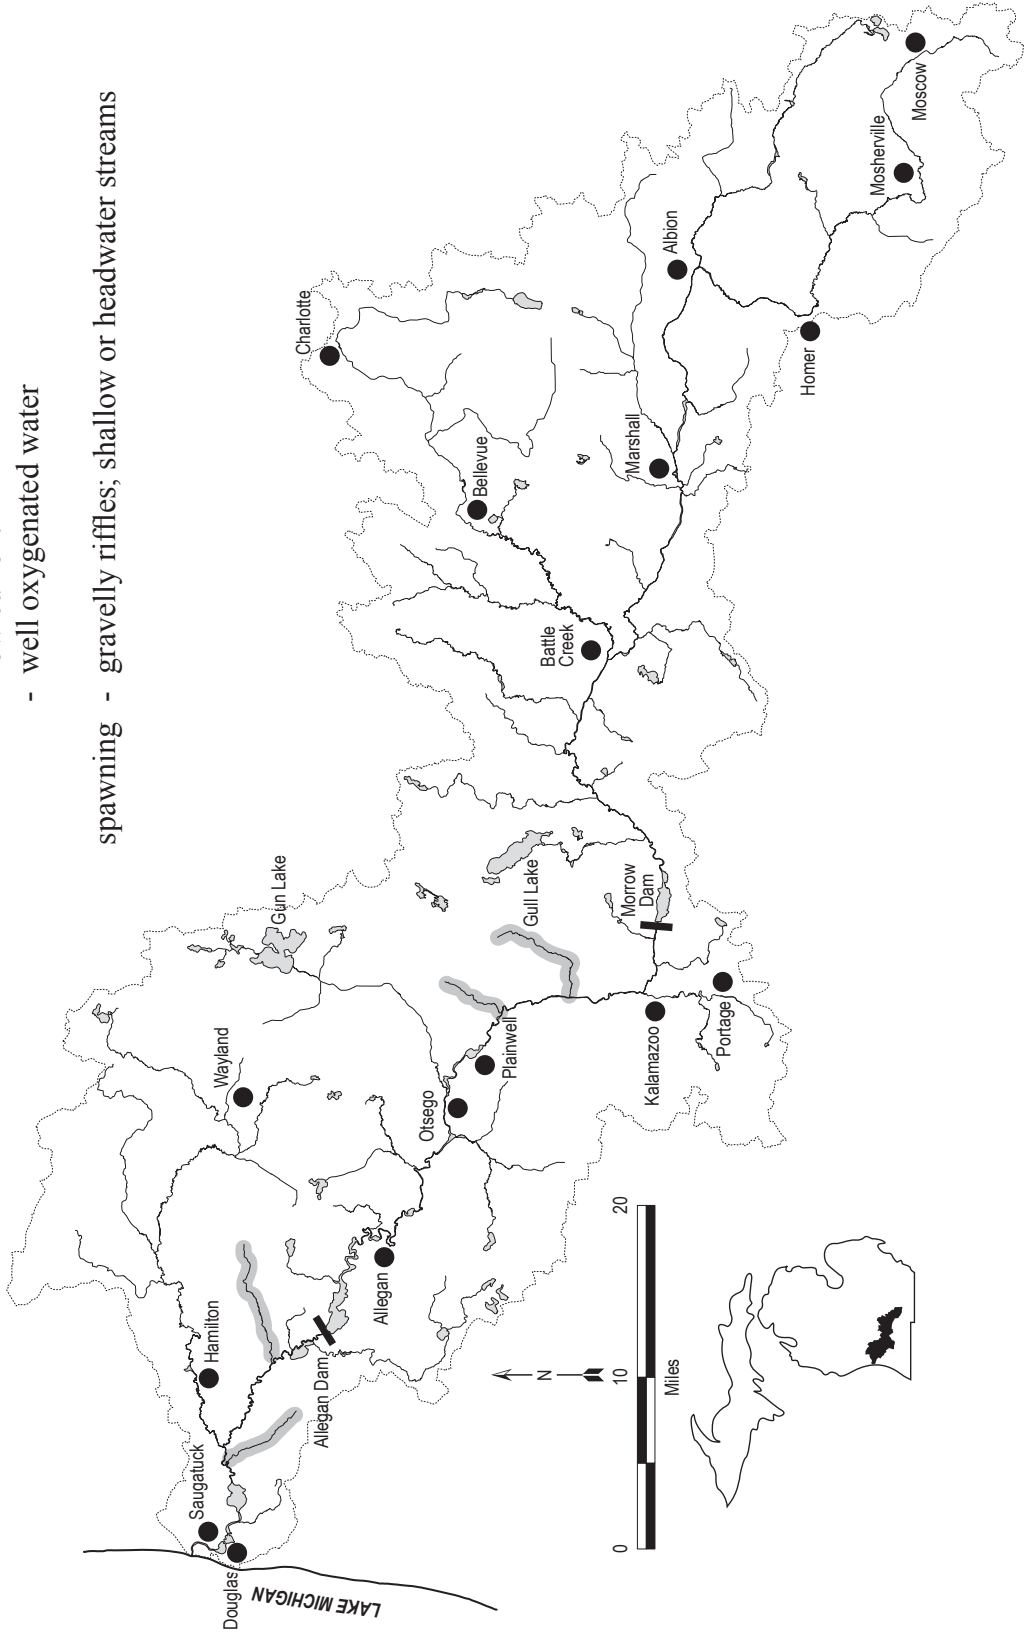 - well oxygenated water
spawning - gravelly riffles; shallow or headwater streams
Charlotte
Bellevue
Battle
Creek
Marshall
Albion
Homer
Mosherville
Moscow
Gun Lake
Gull Lake
Morrow
Dam
Wayland
Otsego
Plainwell
Kalamazoo
Portage
Hamilton
Allegan
Allegan Dam
Saugatuck
Douglas
LAKE MICHIGAN
N
0
10
20
Miles